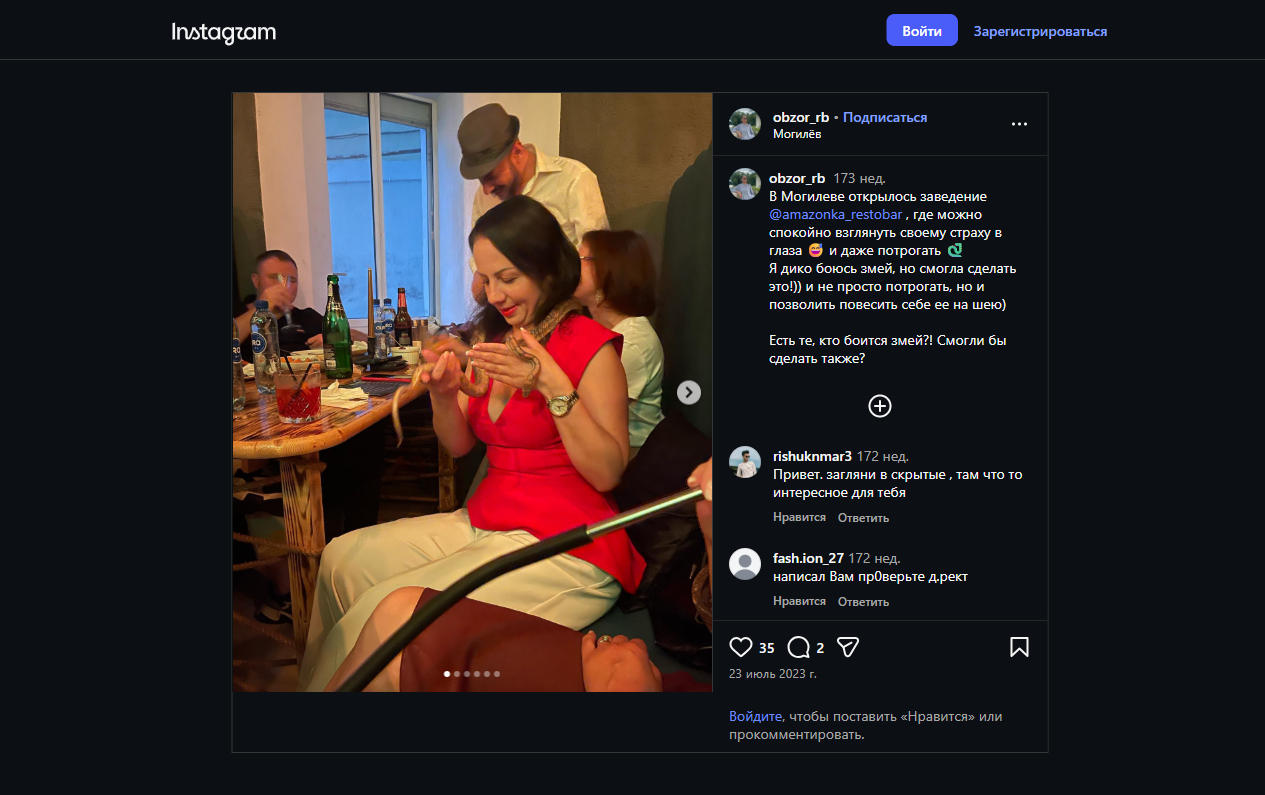 Instagram
Войти
Зарегистрироваться
obzor_rb • Подписаться
Могилёв
obzor_rb 173 нед.
В Могилеве открылось заведение
@amazonka_restobar , где можно
спокойно взглянуть своему страху в
глаза 😅 и даже потрогать 🐍
Я дико боюсь змей, но смогла сделать
это!)) и не просто потрогать, но и
позволить повесить себе ее на шею)
Есть те, кто боится змей?! Смогли бы
сделать также?
rishuknmar3 172 нед.
Привет. загляни в скрытые , там что то
интересное для тебя
Нравится Ответить
fash.ion_27 172 нед.
написал Вам пр0верьте д.рект
Нравится Ответить
35 2
23 июль 2023 г.
Войдите, чтобы поставить «Нравится» или
прокомментировать.